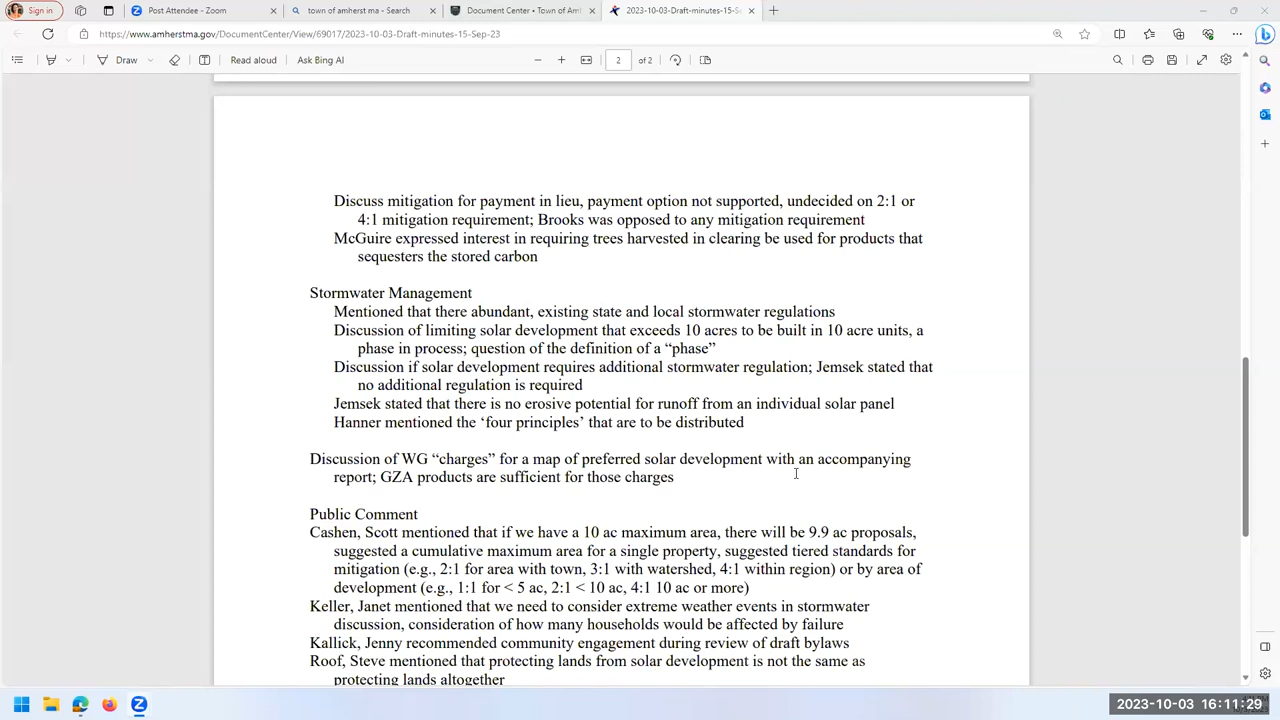 Sign in
Post Attendee - Zoom
town of amherst ma - Search
Document Center • Town of Am
2023-10-03-Draft-minutes-15-Se
https://www.amherstma.gov/DocumentCenter/View/69017/2023-10-03-Draft-minutes-15-Sep-23
Draw
Read aloud
Ask Bing AI
2
of 2
Discuss mitigation for payment in lieu, payment option not supported, undecided on 2:1 or
4:1 mitigation requirement; Brooks was opposed to any mitigation requirement
McGuire expressed interest in requiring trees harvested in clearing be used for products that
sequesters the stored carbon
Stormwater Management
Mentioned that there abundant, existing state and local stormwater regulations
Discussion of limiting solar development that exceeds 10 acres to be built in 10 acre units, a
phase in process; question of the definition of a “phase”
Discussion if solar development requires additional stormwater regulation; Jemsek stated that
no additional regulation is required
Jemsek stated that there is no erosive potential for runoff from an individual solar panel
Hanner mentioned the ‘four principles’ that are to be distributed
Discussion of WG “charges” for a map of preferred solar development with an accompanying
report; GZA products are sufficient for those charges
Public Comment
Cashen, Scott mentioned that if we have a 10 ac maximum area, there will be 9.9 ac proposals,
suggested a cumulative maximum area for a single property, suggested tiered standards for
mitigation (e.g., 2:1 for area with town, 3:1 with watershed, 4:1 within region) or by area of
development (e.g., 1:1 for < 5 ac, 2:1 < 10 ac, 4:1 10 ac or more)
Keller, Janet mentioned that we need to consider extreme weather events in stormwater
discussion, consideration of how many households would be affected by failure
Kallick, Jenny recommended community engagement during review of draft bylaws
Roof, Steve mentioned that protecting lands from solar development is not the same as
protecting lands altogether
2023-10-03 16:11:29